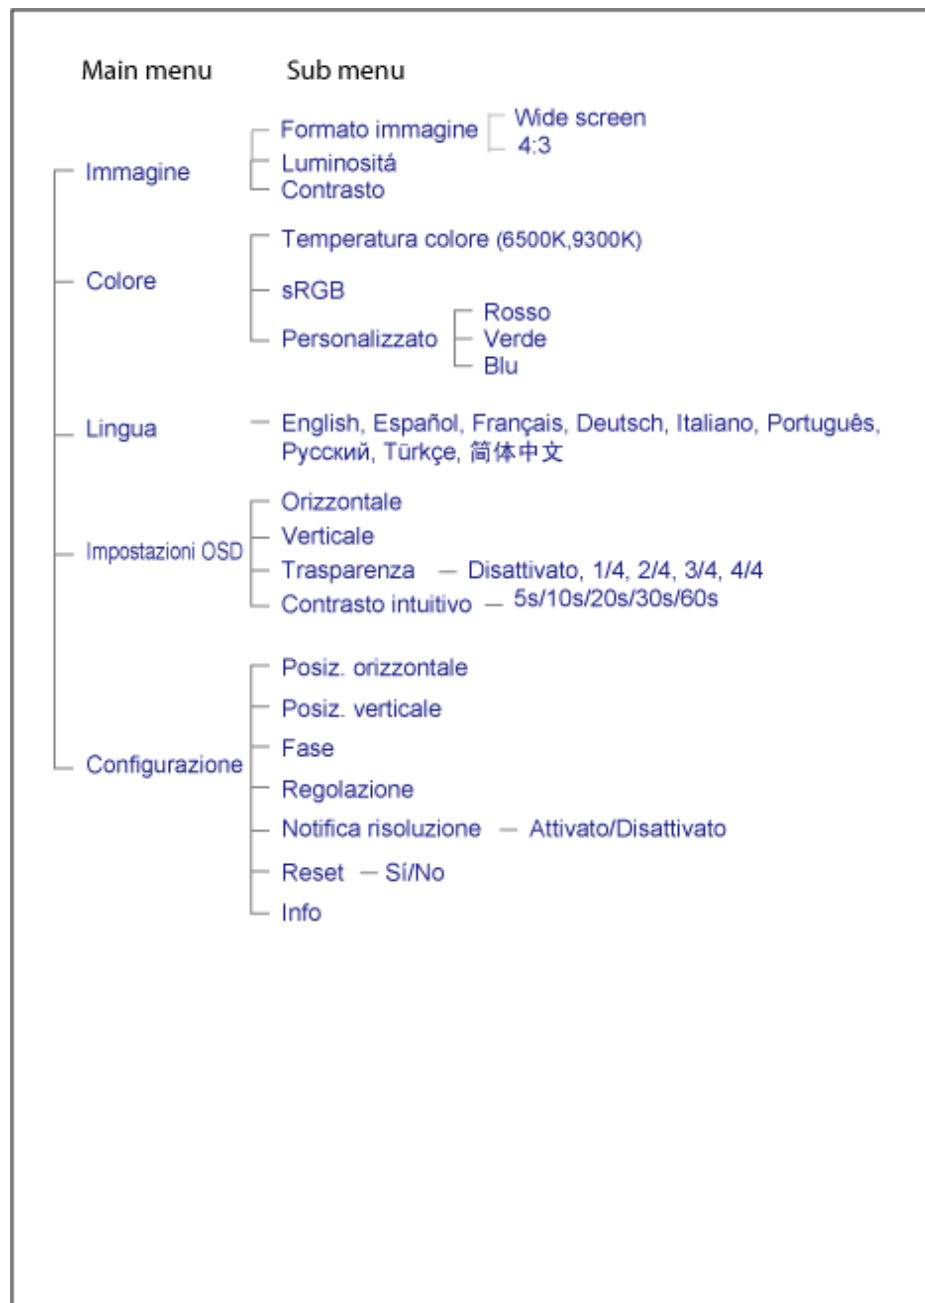 Main menu Sub menu
Formato immagine Wide screen
4:3
Immagine Luminositá
Contrasto
Temperatura colore (6500K,9300K)
Colore sRGB
Rosso
Personalizzato Verde
Blu
Lingua English, Español, Français, Deutsch, Italiano, Português,
Русский, Türkçe, 简体中文
Orizzontale
Verticale
Impostazioni OSD
Trasparenza Disattivato, 1/4, 2/4, 3/4, 4/4
Contrasto intuitivo 5s/10s/20s/30s/60s
Posiz. orizzontale
Posiz. verticale
Fase
Configurazione
Regolazione
Notifica risoluzione Attivato/Disattivato
Reset Sí/No
Info